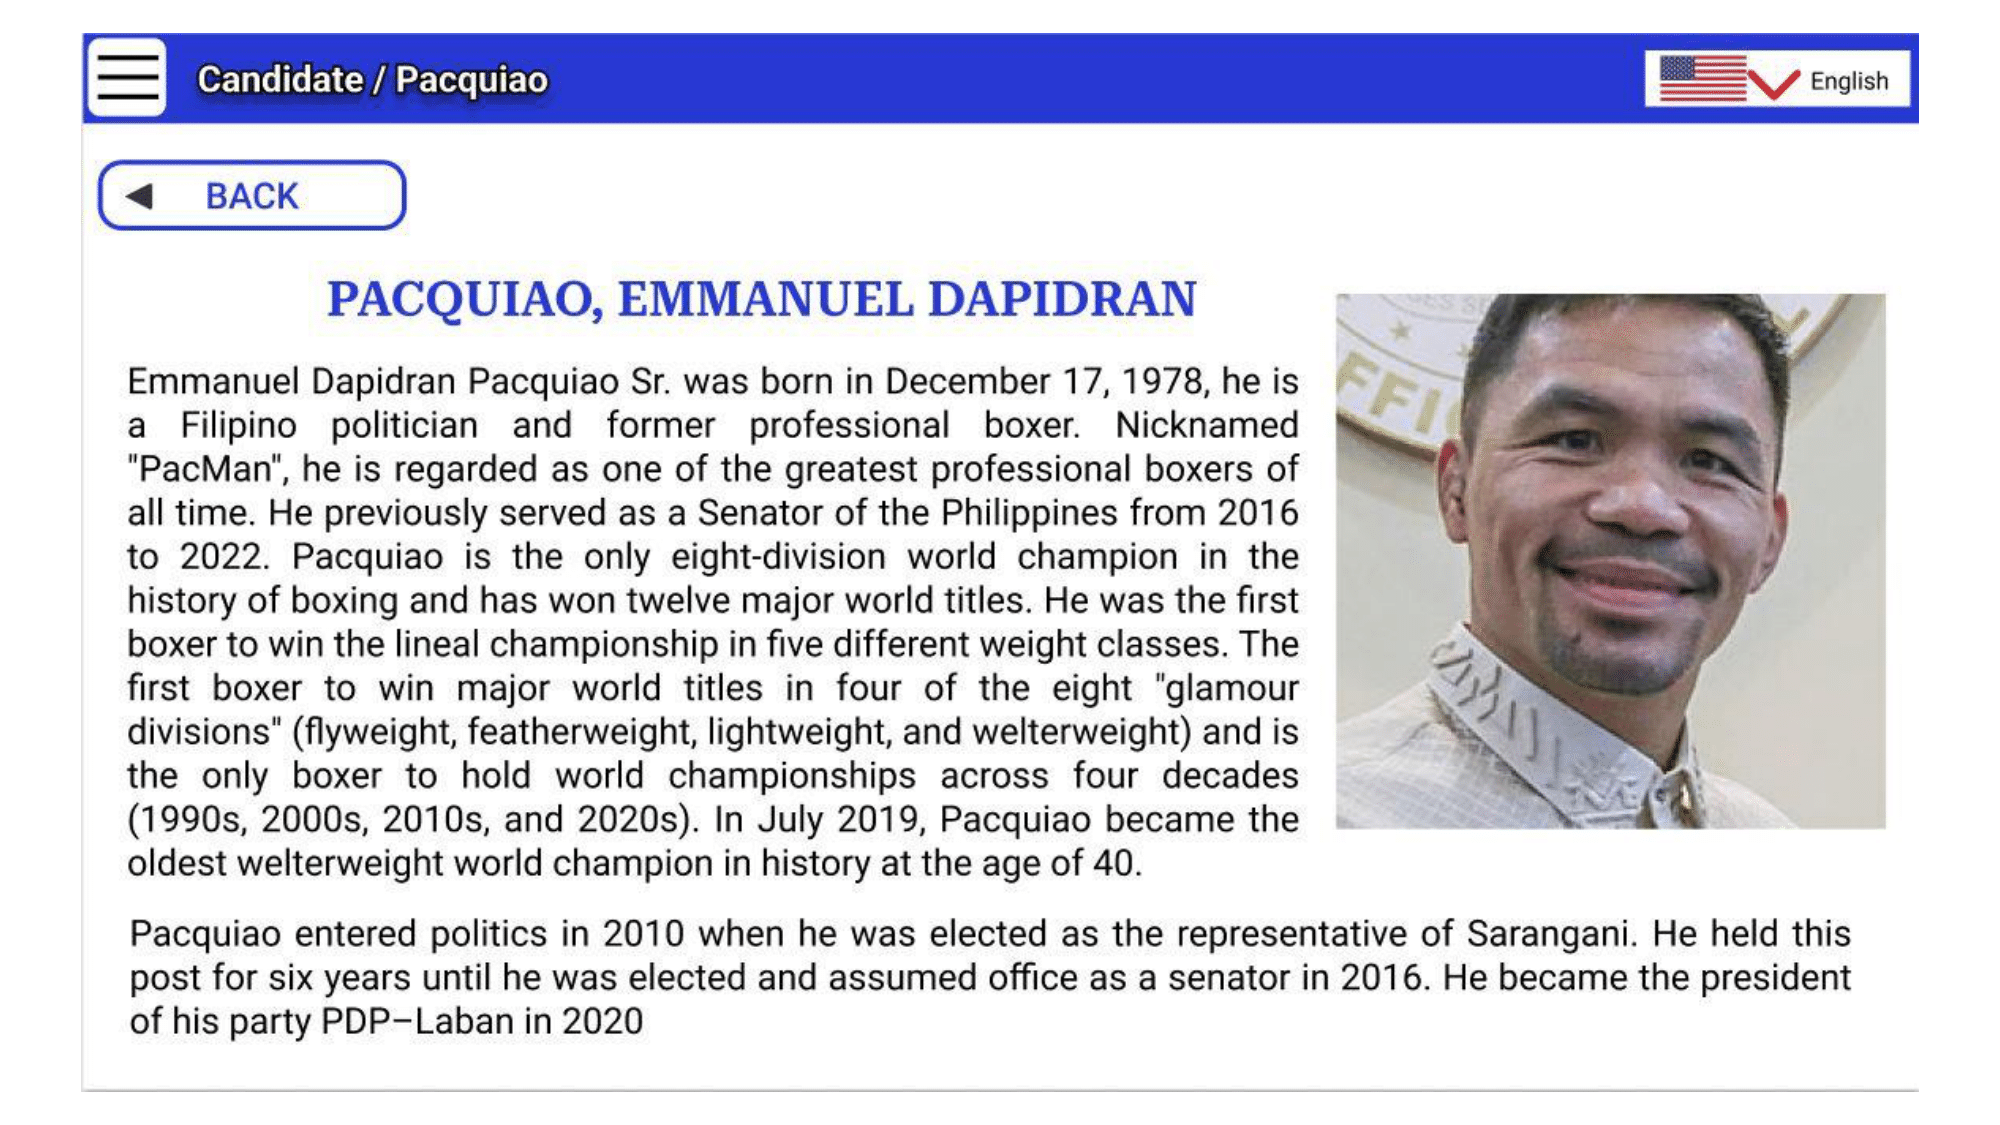 Candidate / Pacquiao
English
BACK
PACQUIAO, EMMANUEL DAPIDRAN
Emmanuel Dapidran Pacquiao Sr. was born in December 17, 1978, he is
a Filipino politician and former professional boxer. Nicknamed
"PacMan", he is regarded as one of the greatest professional boxers of
all time. He previously served as a Senator of the Philippines from 2016
to 2022. Pacquiao is the only eight-division world champion in the
history of boxing and has won twelve major world titles. He was the first
boxer to win the lineal championship in five different weight classes. The
first boxer to win major world titles in four of the eight "glamour
divisions" (flyweight, featherweight, lightweight, and welterweight) and is
the only boxer to hold world championships across four decades
(1990s, 2000s, 2010s, and 2020s). In July 2019, Pacquiao became the
oldest welterweight world champion in history at the age of 40.
Pacquiao entered politics in 2010 when he was elected as the representative of Sarangani. He held this
post for six years until he was elected and assumed office as a senator in 2016. He became the president
of his party PDP–Laban in 2020